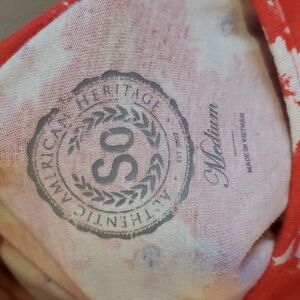 AUTHENTIC AMERICAN HERITAGE
SO
Medium
MADE IN VIETNAM